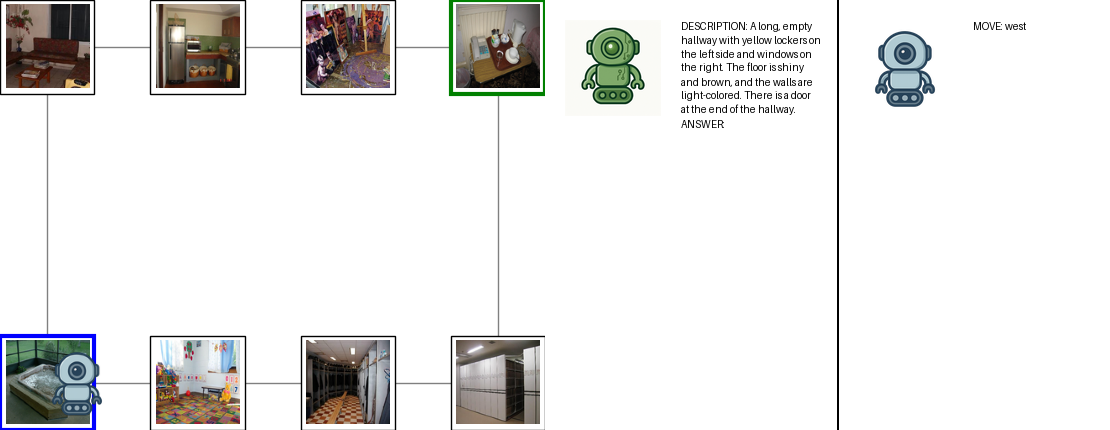 DESCRIPTION: A long, empty
hallway with yellow lockers on
the left side and windows on
the right. The floor is shiny
and brown, and the walls are
light-colored. There is a door
at the end of the hallway.
ANSWER:
MOVE: west